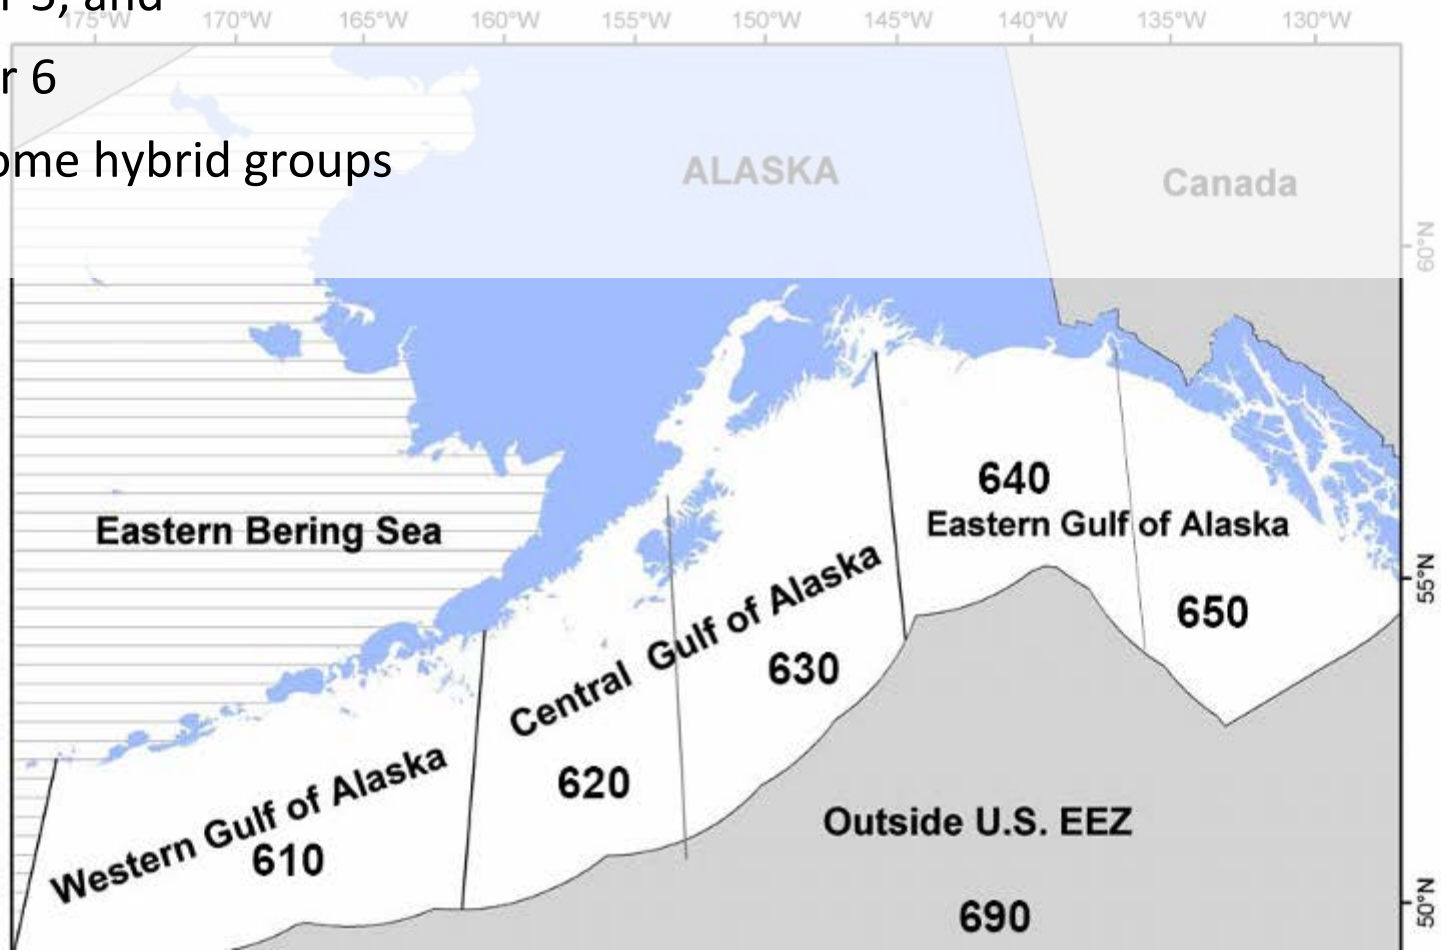 r 5, and
175°W 170°W 165°W 160°W 155°W 150°W 145°W 140°W 135°W 130°W
r 6
ome hybrid groups
ALASKA
Canada
60°N
640
Eastern Bering Sea
Eastern Gulf of Alaska
55°N
650
Central Gulf of Alaska
630
620
Western Gulf of Alaska
610
Outside U.S. EEZ
50°N
690